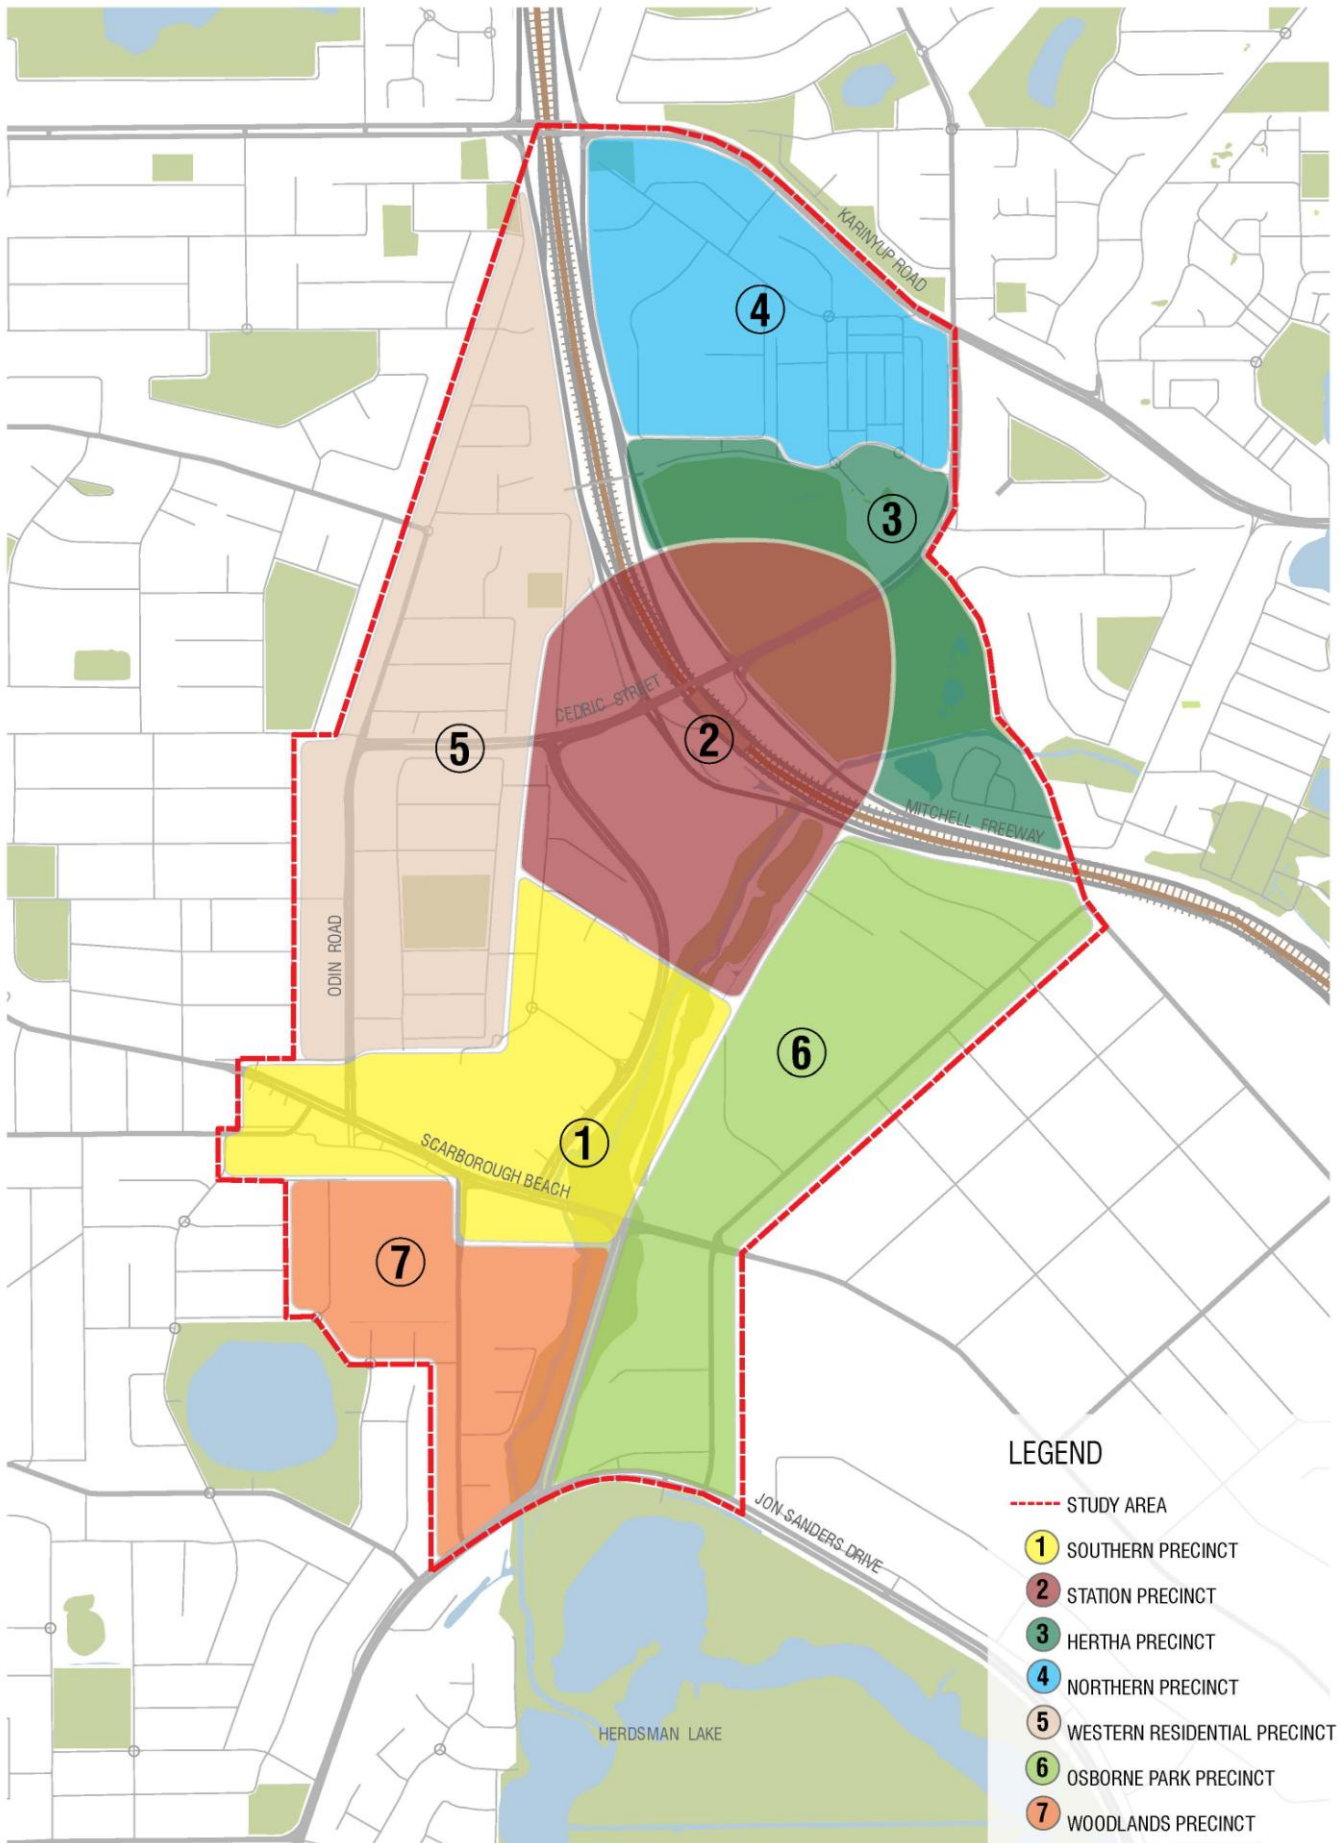 KARINYUP ROAD
4
3
CEDRIC STREET
2
5
MITCHELL FREEWAY
ODIN ROAD
6
1
SCARBOROUGH BEACH
7
JON SANDERS DRIVE
HERDSMAN LAKE
LEGEND
STUDY AREA
1 SOUTHERN PRECINCT
2 STATION PRECINCT
3 HERTHA PRECINCT
4 NORTHERN PRECINCT
5 WESTERN RESIDENTIAL PRECINCT
6 OSBORNE PARK PRECINCT
7 WOODLANDS PRECINCT